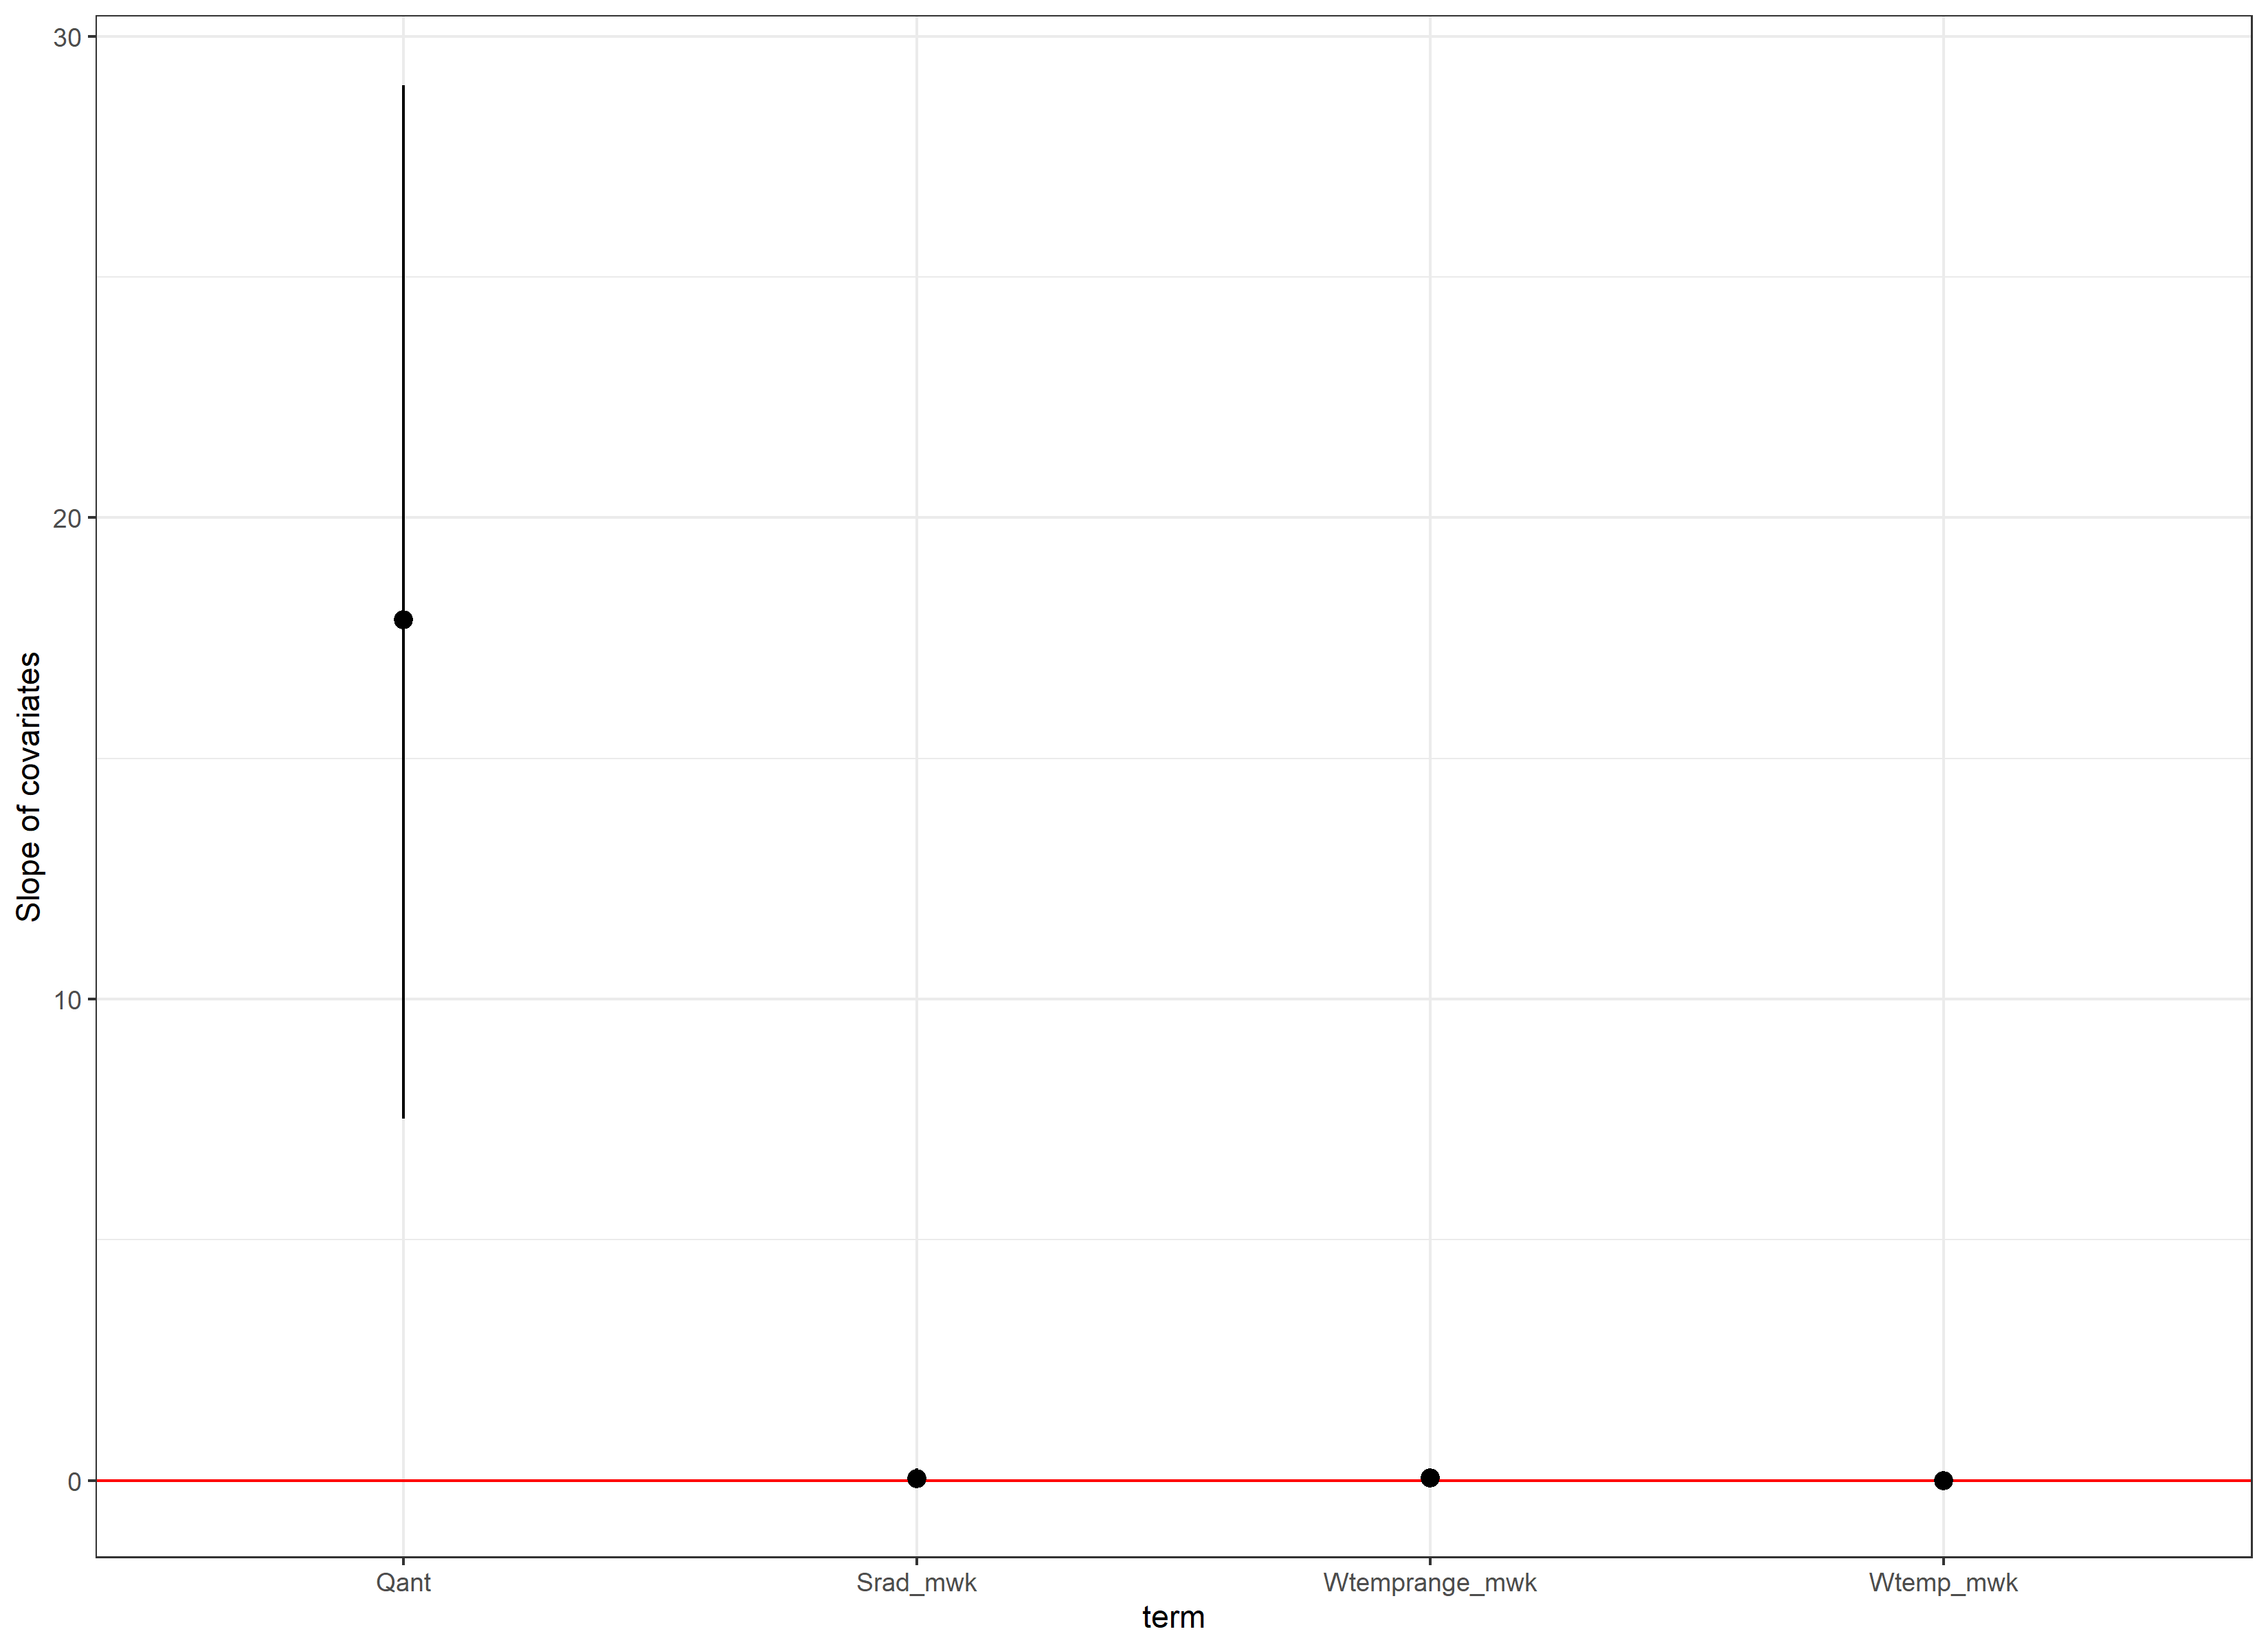 Slope of covariates
30
20
10
0
Qant
Srad_mwk
Wtemprange_mwk
Wtemp_mwk
term